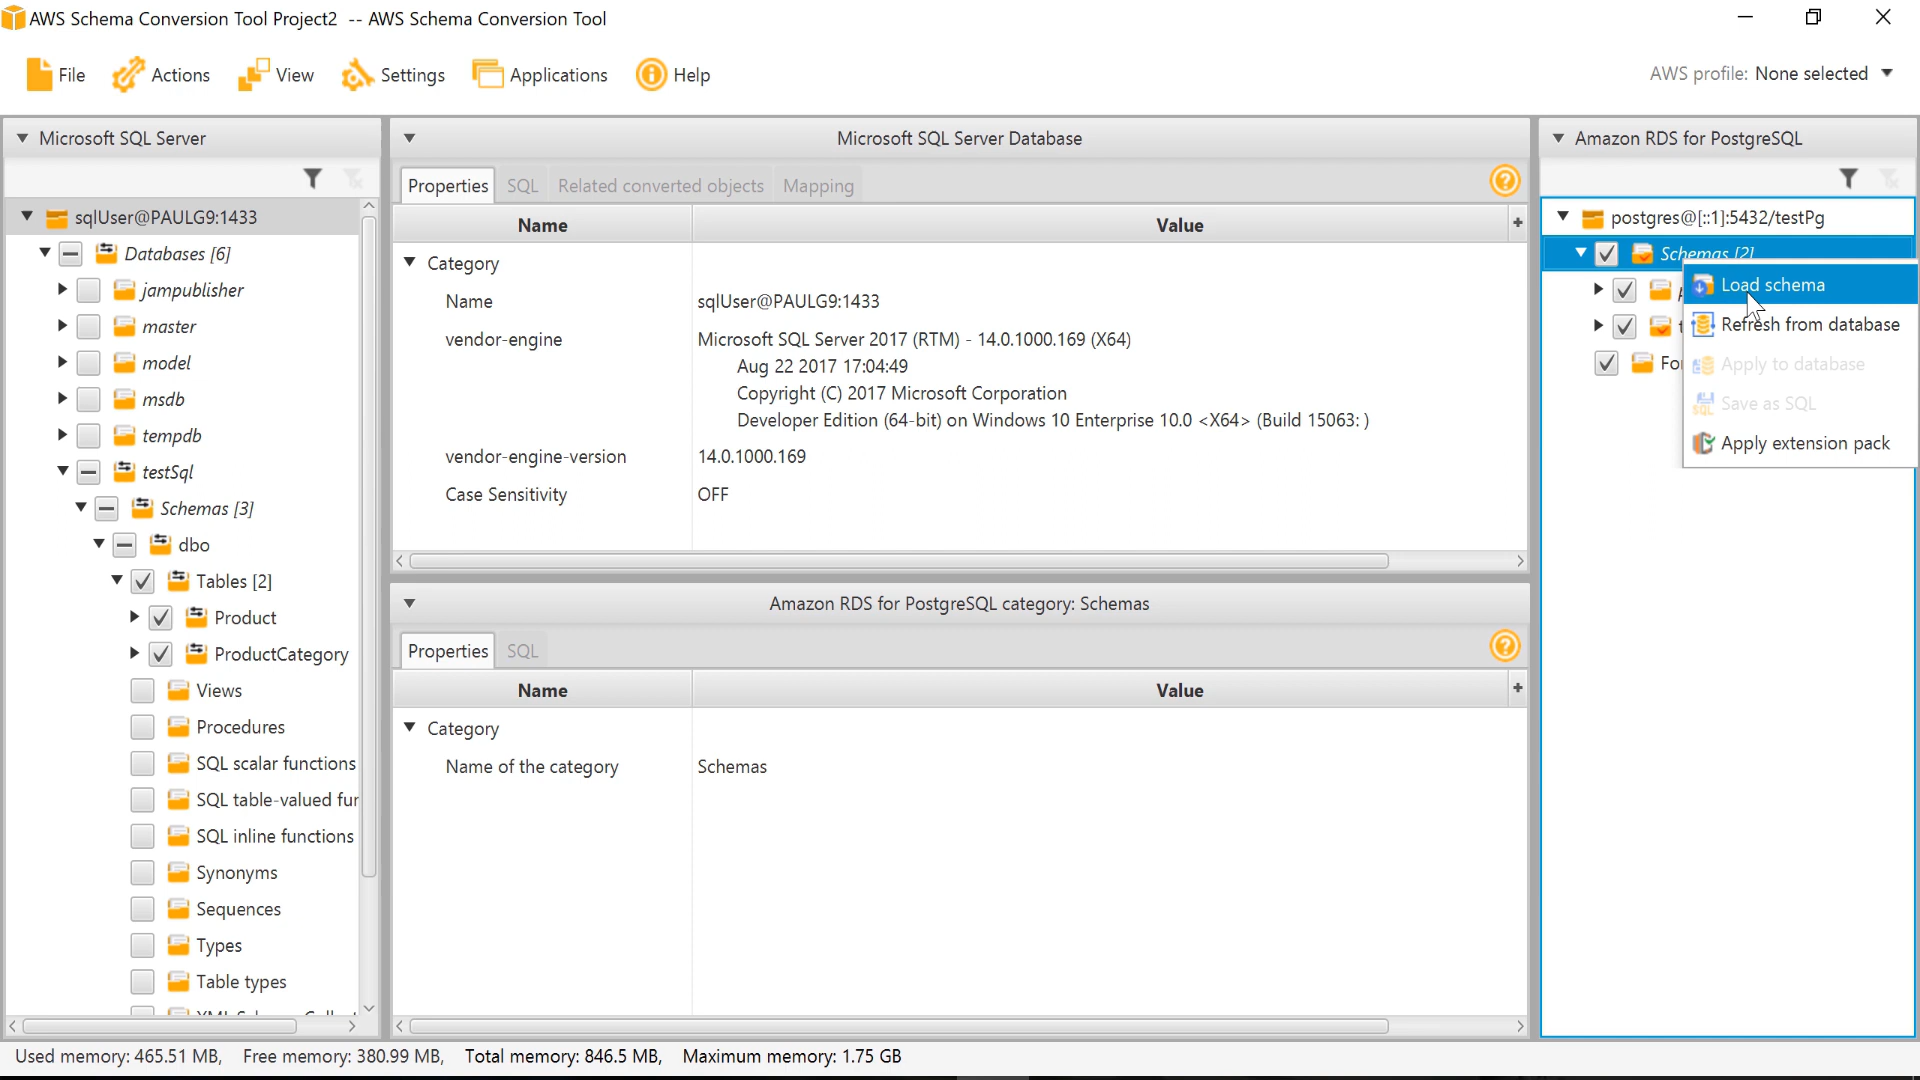 AWS Schema Conversion Tool Project2 -- AWS Schema Conversion Tool
File Actions View Settings Applications Help
AWS profile: None selected
Microsoft SQL Server
sqlUser@PAULG9:1433
Databases [6]
jampublisher
master
model
msdb
tempdb
testSql
Schemas [3]
dbo
Tables [2]
Product
ProductCategory
Views
Procedures
SQL scalar functions
SQL table-valued fur
SQL inline functions
Synonyms
Sequences
Types
Table types
Microsoft SQL Server Database
Properties SQL Related converted objects Mapping
Name Value
Category
Name sqlUser@PAULG9:1433
vendor-engine Microsoft SQL Server 2017 (RTM) - 14.0.1000.169 (X64)
Aug 22 2017 17:04:49
Copyright (C) 2017 Microsoft Corporation
Developer Edition (64-bit) on Windows 10 Enterprise 10.0 <X64> (Build 15063: )
vendor-engine-version 14.0.1000.169
Case Sensitivity OFF
Amazon RDS for PostgreSQL category: Schemas
Properties SQL
Name Value
Category
Name of the category Schemas
Amazon RDS for PostgreSQL
postgres@[::1]:5432/testPg
Schemas [2]
For
Load schema
Refresh from database
Apply to database
Save as SQL
Apply extension pack
Used memory: 465.51 MB, Free memory: 380.99 MB, Total memory: 846.5 MB, Maximum memory: 1.75 GB